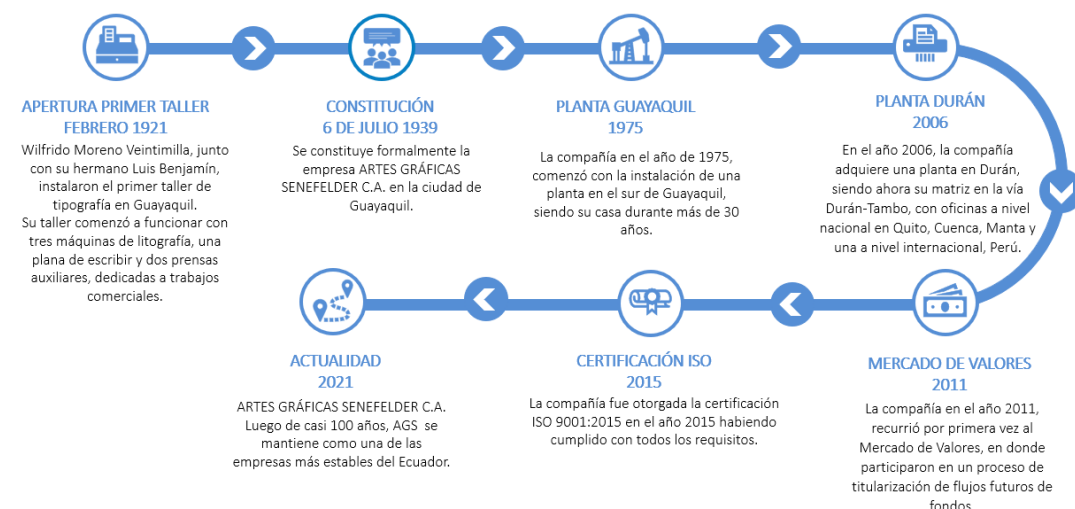 APERTURA PRIMER TALLER
FEBRERO 1921
Wilfrido Moreno Veintimilla, junto
con su hermano Luis Benjamín,
instalaron el primer taller de
tipografía en Guayaquil.
Su taller comenzó a funcionar con
tres máquinas de litografía, una
plana de escribir y dos prensas
auxiliares, dedicadas a trabajos
comerciales.
CONSTITUCIÓN
6 DE JULIO 1939
Se constituye formalmente la
empresa ARTES GRÁFICAS
SENEFELDER C.A. en la ciudad de
Guayaquil.
PLANTA GUAYAQUIL
1975
La compañía en el año de 1975,
comenzó con la instalación de una
planta en el sur de Guayaquil,
siendo su casa durante más de 30
años.
PLANTA DURÁN
2006
En el año 2006, la compañía
adquiere una planta en Durán,
siendo ahora su matriz en la vía
Durán-Tambo, con oficinas a nivel
nacional en Quito, Cuenca, Manta y
una a nivel internacional, Perú.
MERCADO DE VALORES
2011
La compañía en el año 2011,
recurrió por primera vez al
Mercado de Valores, en donde
participaron en un proceso de
titularización de flujos futuros de
fondos
CERTIFICACIÓN ISO
2015
La compañía fue otorgada la certificación
ISO 9001:2015 en el año 2015 habiendo
cumplido con todos los requisitos.
ACTUALIDAD
2021
ARTES GRÁFICAS SENEFELDER C.A.
Luego de casi 100 años, AGS se
mantiene como una de las
empresas más estables del Ecuador.